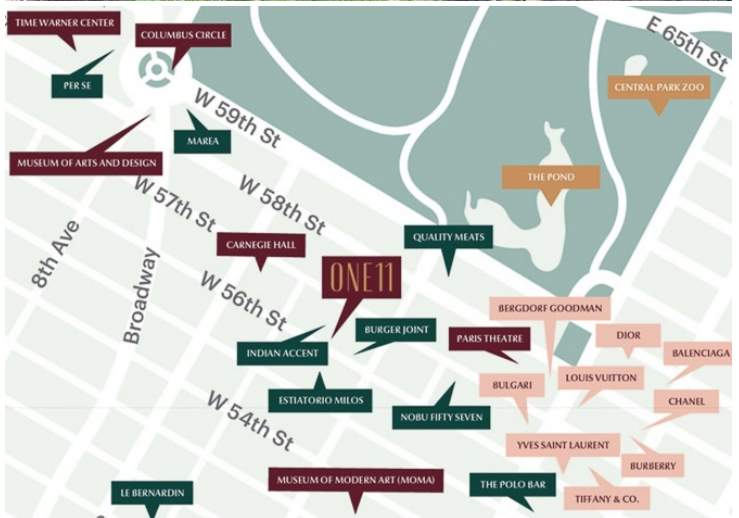 TIME WARNER CENTER
COLUMBUS CIRCLE
E 65th St
PER SE
CENTRAL PARK ZOO
W 59th St
MAREA
MUSEUM OF ARTS AND DESIGN
THE POND
W 57th St
W 58th St
8th Ave
Broadway
CARNEGIE HALL
QUALITY MEATS
ONE11
W 56th St
BERGDORF GOODMAN
BURGER JOINT
PARIS THEATRE
DIOR
INDIAN ACCENT
BALENCIAGA
BULGARI
LOUIS VUITTON
ESTIATORIO MILOS
CHANEL
NOBU FIFTY SEVEN
W 54th St
YVES SAINT LAURENT
BURBERRY
MUSEUM OF MODERN ART (MOMA)
THE POLO BAR
LE BERNARDIN
TIFFANY & CO.